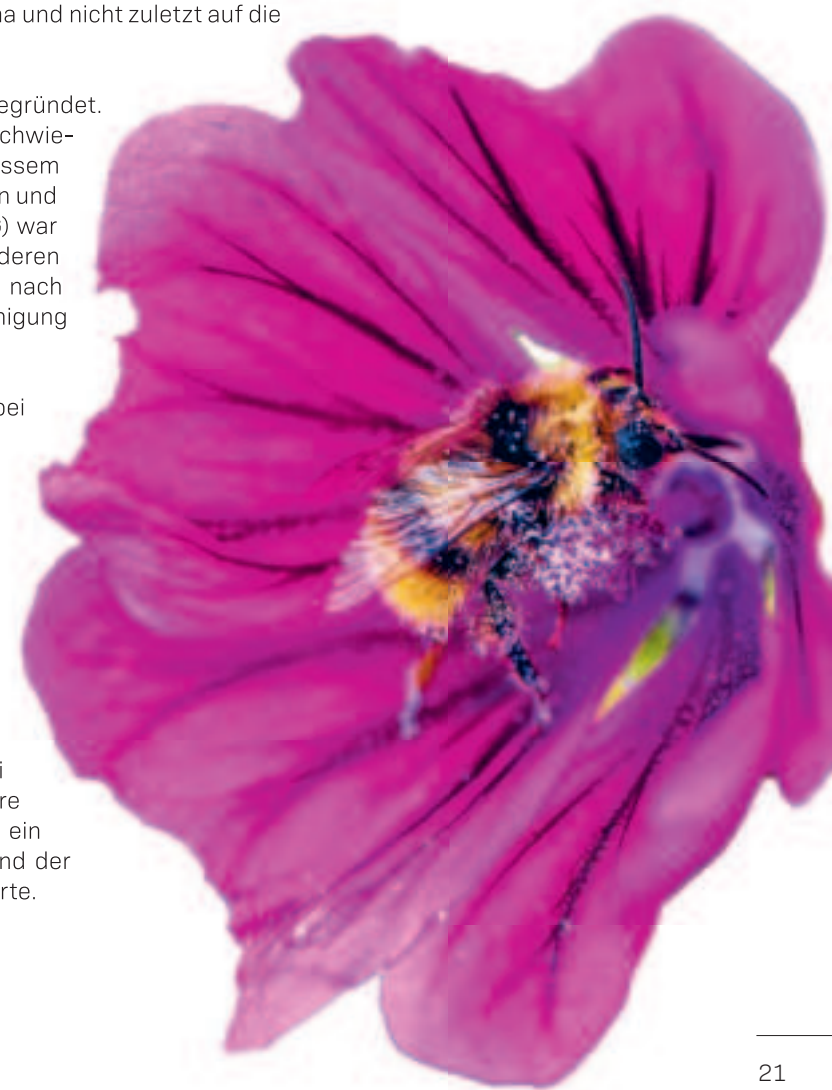 na und nicht zuletzt auf die
egründet.
chwie-
ssem
n und
) war
deren
nach
nigung
bei
i
re
ein
nd der
rte.
21